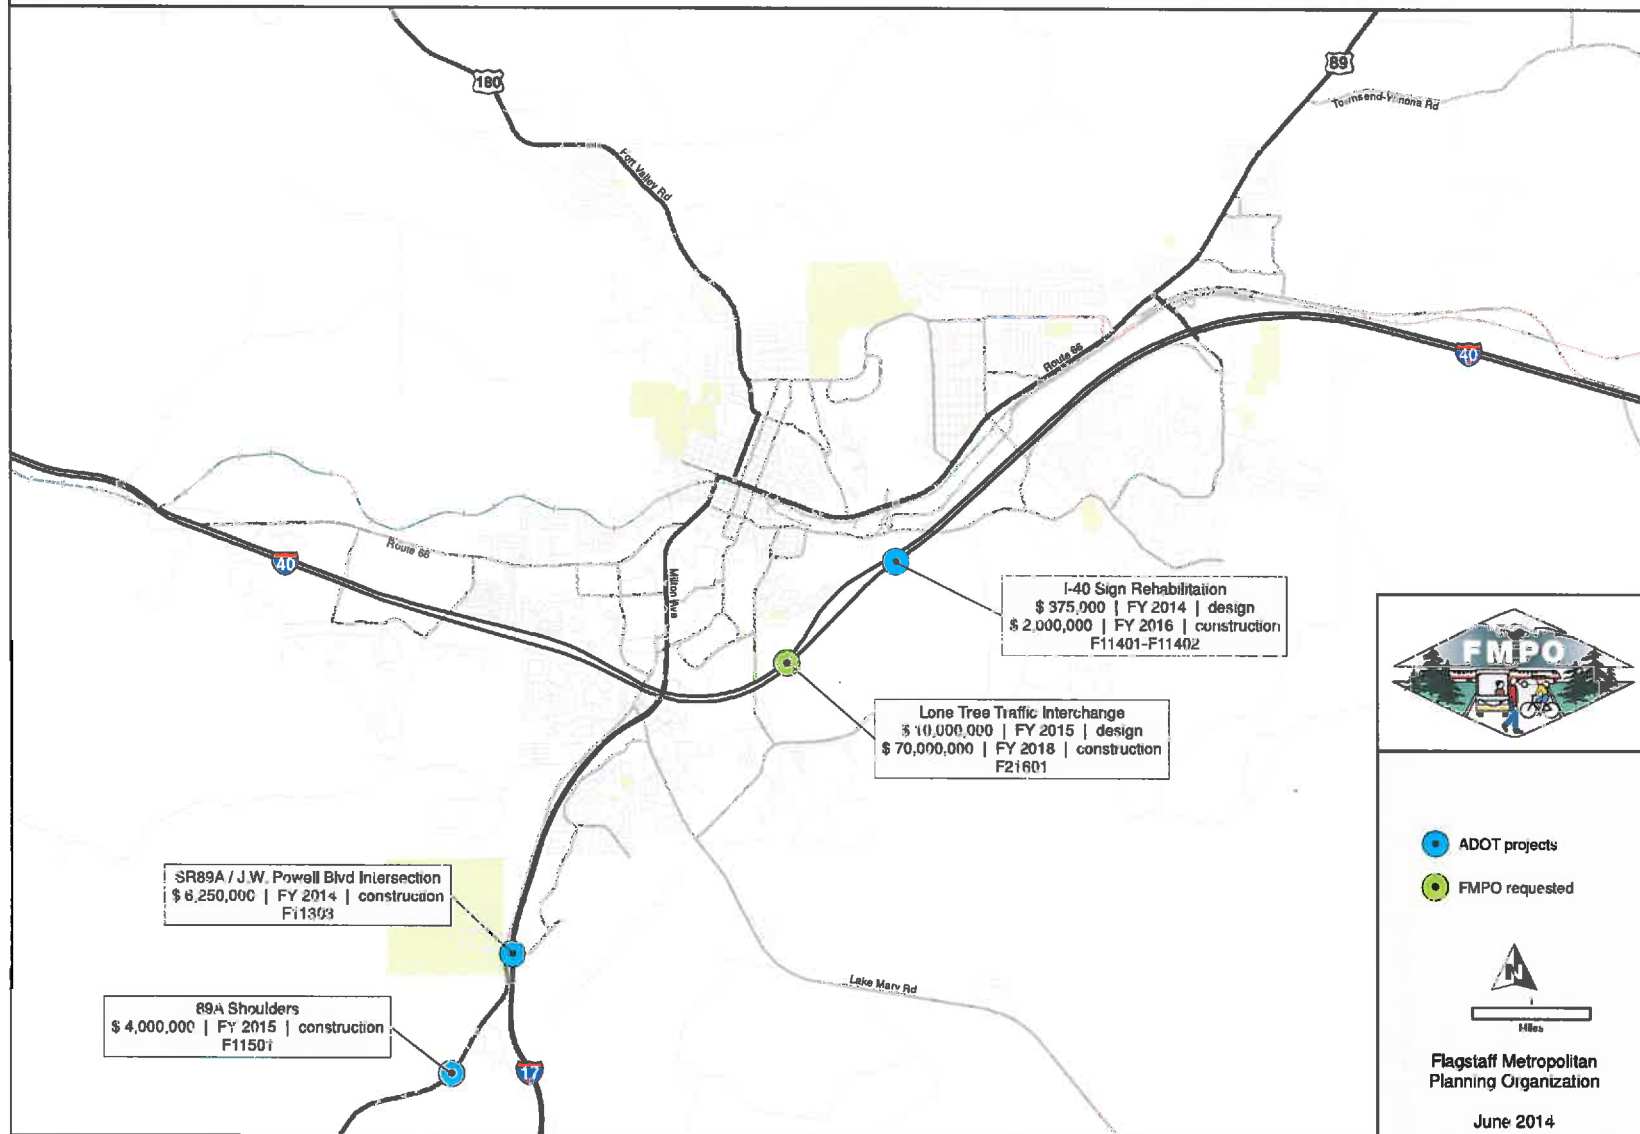 180
89
Townsend-Winona Rd
Fort Valley Rd
Route 66
40
Route 66
40
Milton Ave
I-40 Sign Rehabilitation
$ 375,000 | FY 2014 | design
$ 2,000,000 | FY 2016 | construction
F11401-F11402
Lone Tree Traffic Interchange
$ 10,000,000 | FY 2015 | design
$ 70,000,000 | FY 2018 | construction
F21601
SR89A / J.W. Powell Blvd Intersection
$ 6,250,000 | FY 2014 | construction
F11303
89A Shoulders
$ 4,000,000 | FY 2015 | construction
F11501
17
Lake Mary Rd
FMPO
ADOT projects
FMPO requested
N
1
Miles
Flagstaff Metropolitan
Planning Organization
June 2014